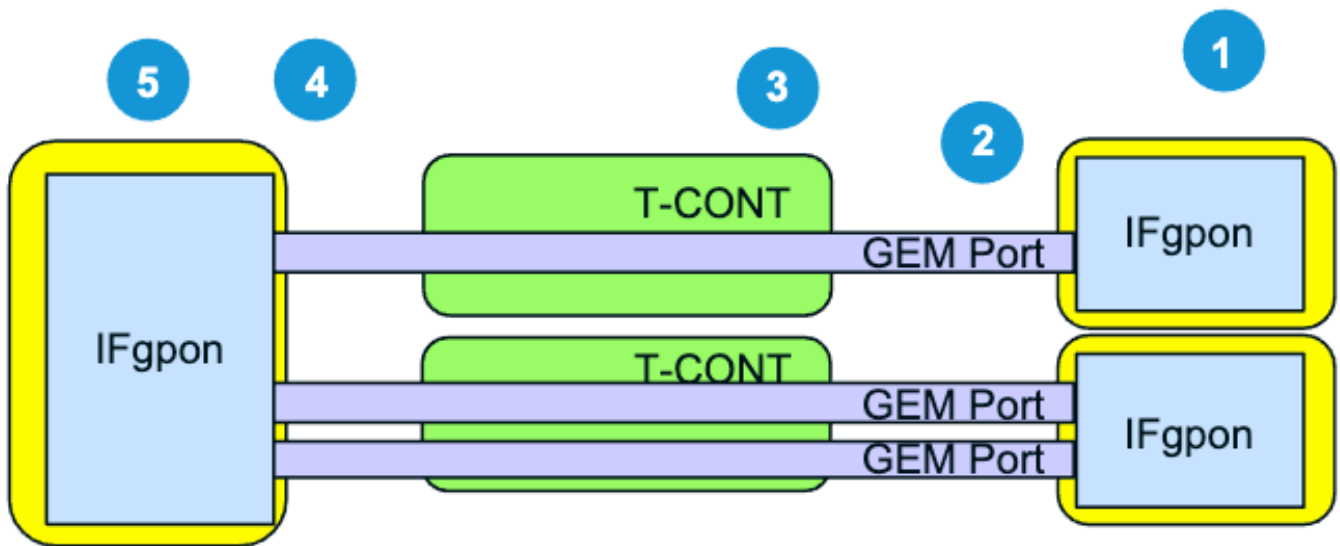 5
4
3
1
2
T-CONT
GEM Port
IFgpon
IFgpon
T-CONT
GEM Port
GEM Port
IFgpon